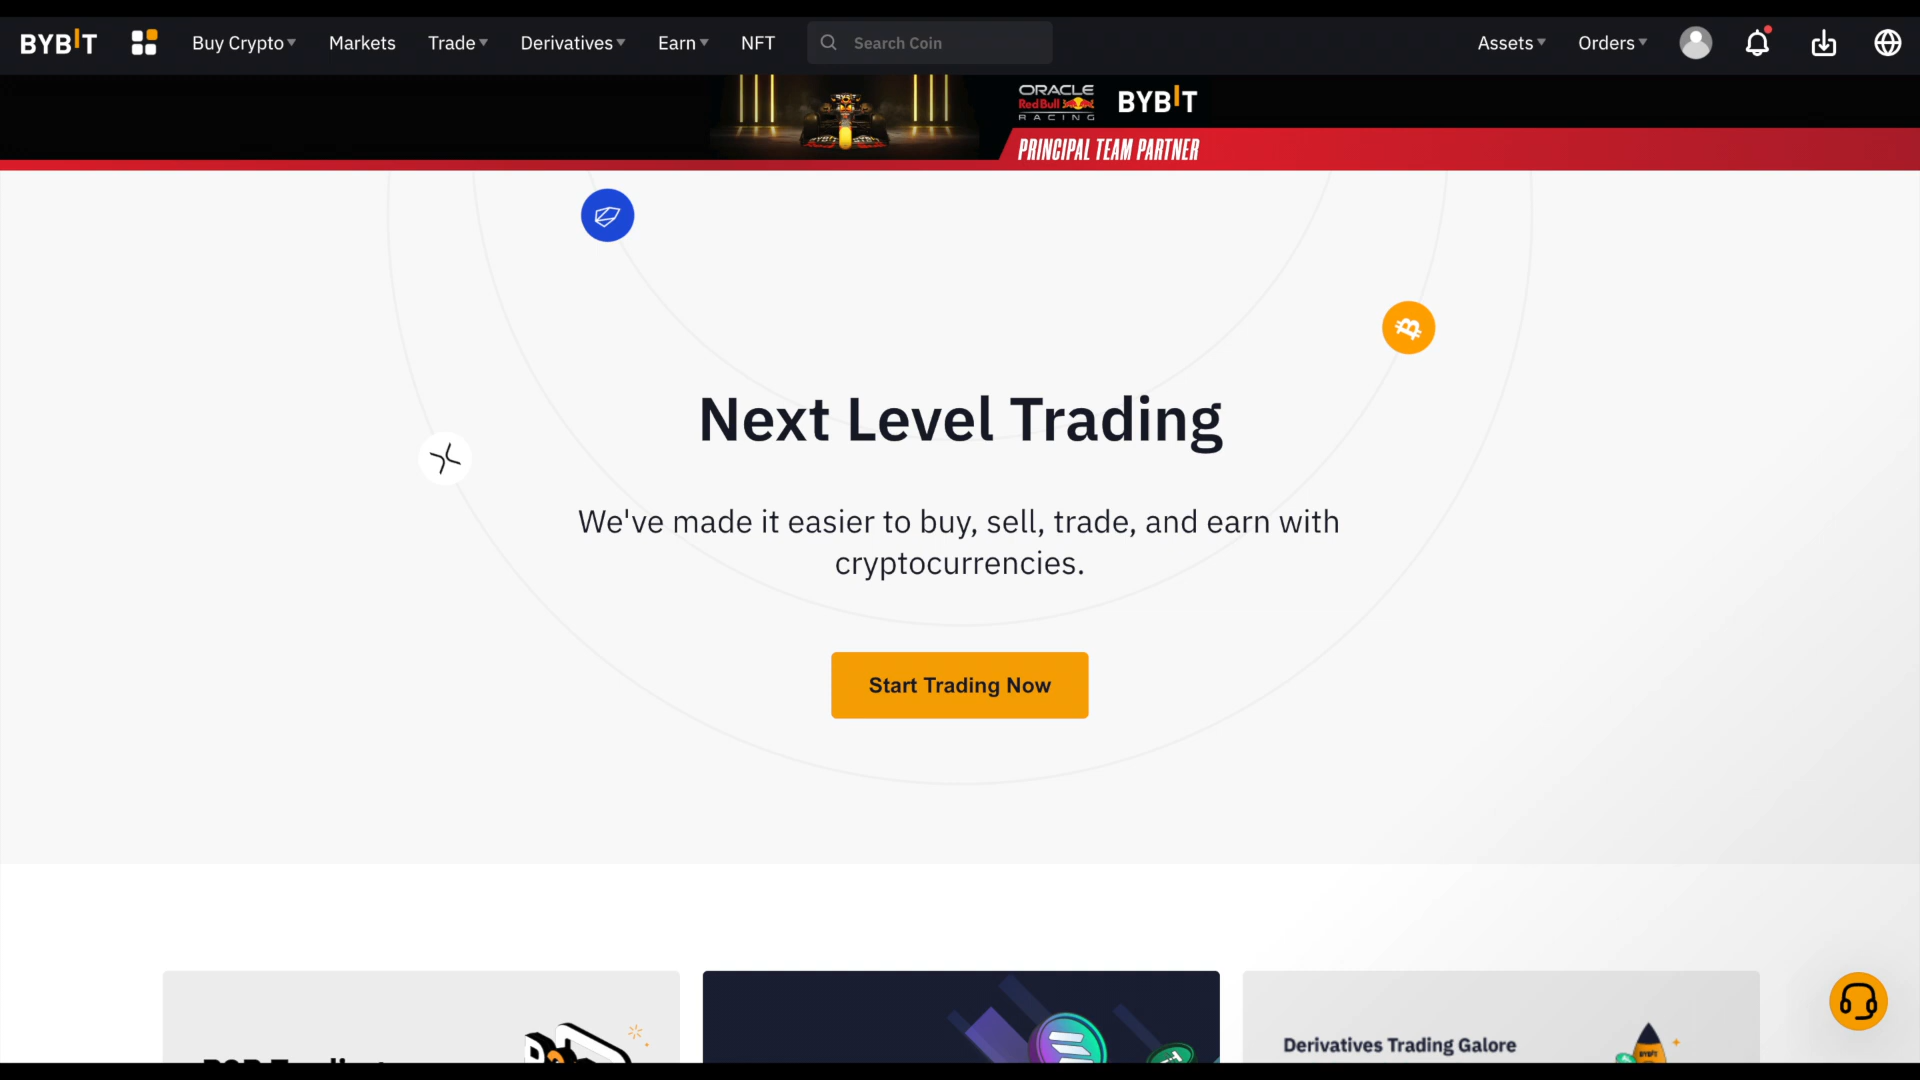 BYBIT
Buy Crypto
Markets
Trade
Derivatives
Earn
NFT
Search Coin
Assets
Orders
ORACLE
Red Bull
RACING
BYBIT
PRINCIPAL TEAM PARTNER
Next Level Trading
We've made it easier to buy, sell, trade, and earn with
cryptocurrencies.
Start Trading Now
Derivatives Trading Galore
BYBIT